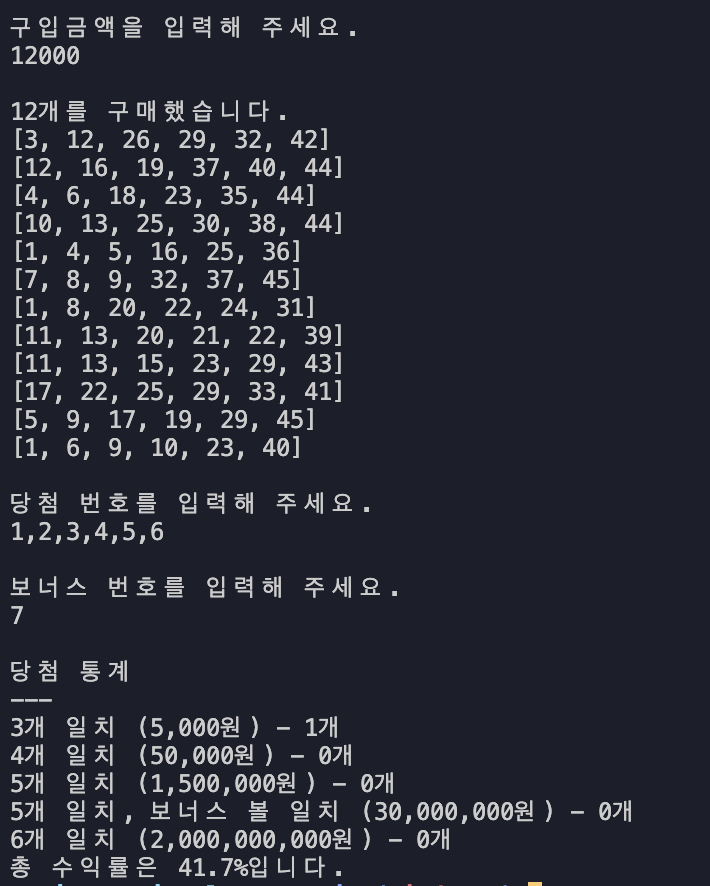 구입금액을 입력해 주세요.
12000
12개를 구매했습니다.
[3, 12, 26, 29, 32, 42]
[12, 16, 19, 37, 40, 44]
[4, 6, 18, 23, 35, 44]
[10, 13, 25, 30, 38, 44]
[1, 4, 5, 16, 25, 36]
[7, 8, 9, 32, 37, 45]
[1, 8, 20, 22, 24, 31]
[11, 13, 20, 21, 22, 39]
[11, 13, 15, 23, 29, 43]
[17, 22, 25, 29, 33, 41]
[5, 9, 17, 19, 29, 45]
[1, 6, 9, 10, 23, 40]
당첨 번호를 입력해 주세요.
1,2,3,4,5,6
보너스 번호를 입력해 주세요.
7
당첨 통계
---
3개 일치 (5,000원) - 1개
4개 일치 (50,000원) - 0개
5개 일치 (1,500,000원) - 0개
5개 일치, 보너스 볼 일치 (30,000,000원) - 0개
6개 일치 (2,000,000,000원) - 0개
총 수익률은 41.7%입니다.